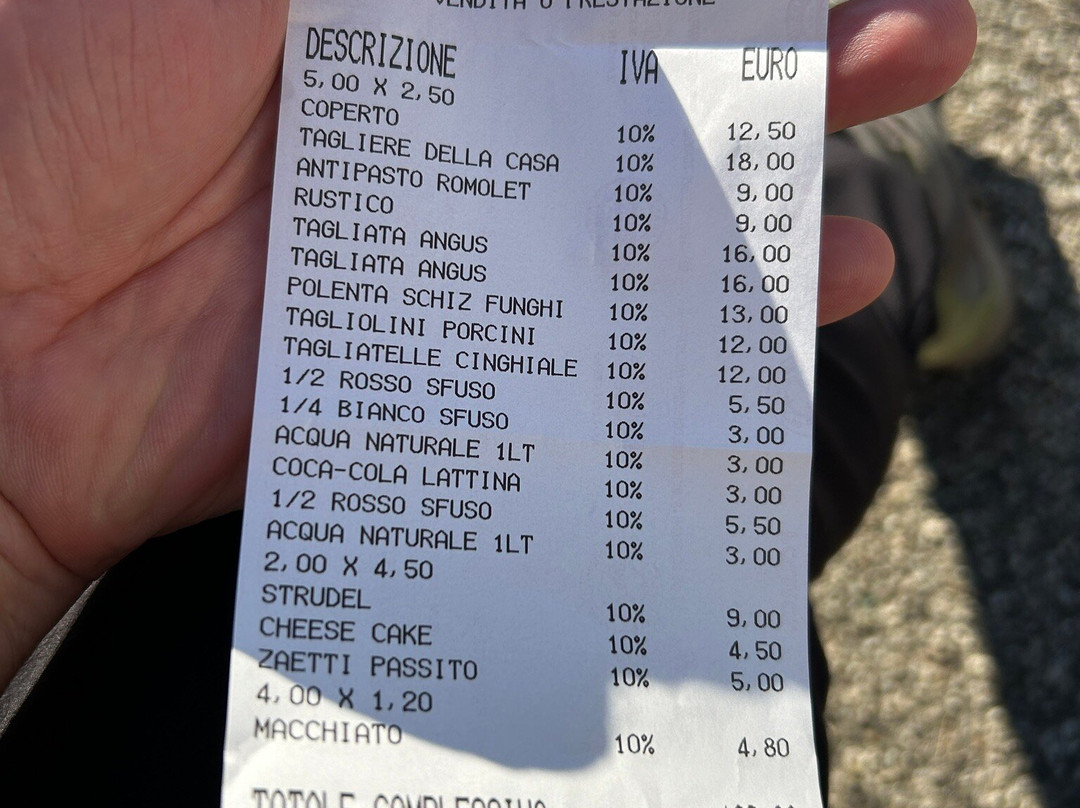 VENDITA O PRESTAZIONE
DESCRIZIONE IVA EURO
5,00 X 2,50
COPERTO 10% 12,50
TAGLIERE DELLA CASA 10% 18,00
ANTIPASTO ROMOLET 10% 9,00
RUSTICO 10% 9,00
TAGLIATA ANGUS 10% 16,00
TAGLIATA ANGUS 10% 16,00
POLENTA SCHIZ FUNGHI 10% 13,00
TAGLIOLINI PORCINI 10% 12,00
TAGLIATELLE CINGHIALE 10% 12,00
1/2 ROSSO SFUSO 10% 5,50
1/4 BIANCO SFUSO 10% 3,00
ACQUA NATURALE 1LT 10% 3,00
COCA-COLA LATTINA 10% 3,00
1/2 ROSSO SFUSO 10% 5,50
ACQUA NATURALE 1LT 10% 3,00
2,00 X 4,50
STRUDEL 10% 9,00
CHEESE CAKE 10% 4,50
ZAETTI PASSITO 10% 5,00
4,00 X 1,20
MACCHIATO 10% 4,80
TOTALE COMPLESSIVO